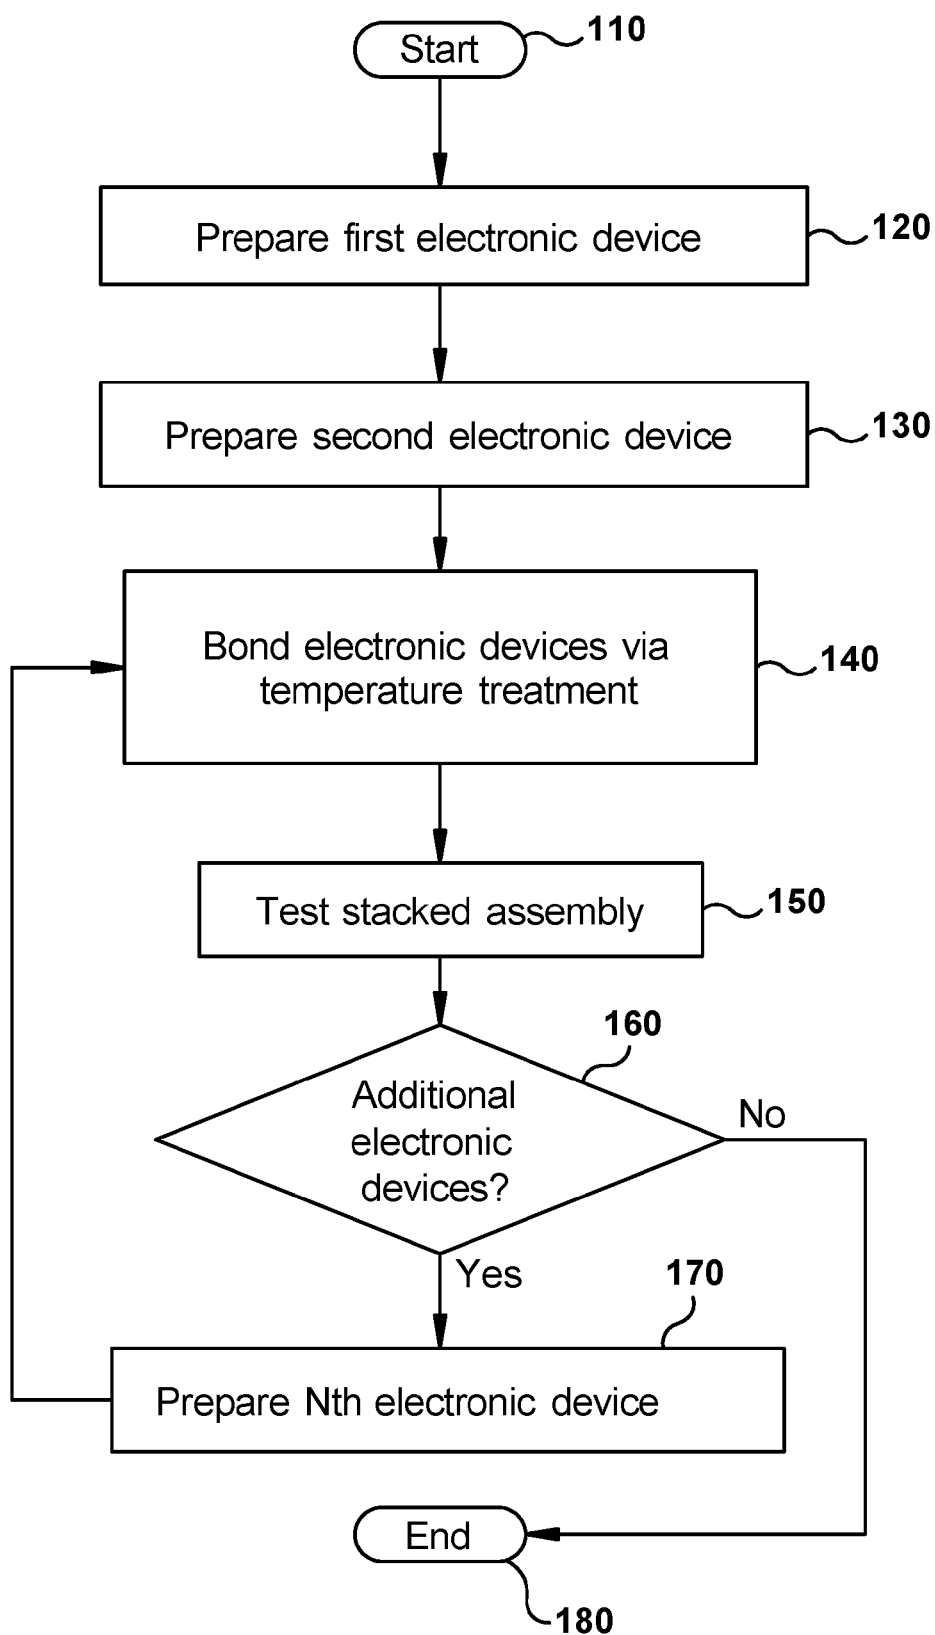 Start
110
Prepare first electronic device
120
Prepare second electronic device
130
Bond electronic devices via
temperature treatment
140
Test stacked assembly
150
160
Additional
electronic
devices?
No
Yes
170
Prepare Nth electronic device
End
180